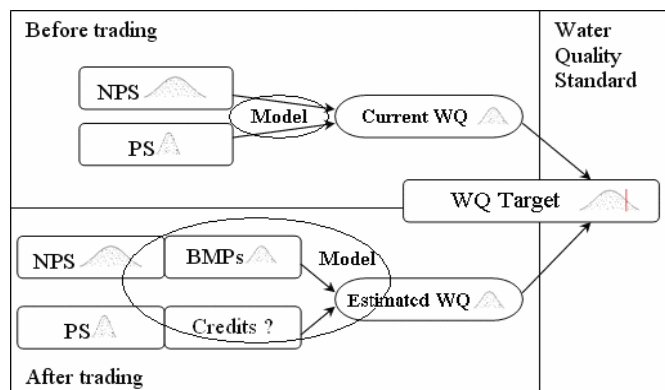 Before trading
Water
Quality
Standard
NPS
Model
Current WQ
PS
WQ Target
NPS
BMPs
Model
Estimated WQ
PS
Credits ?
After trading